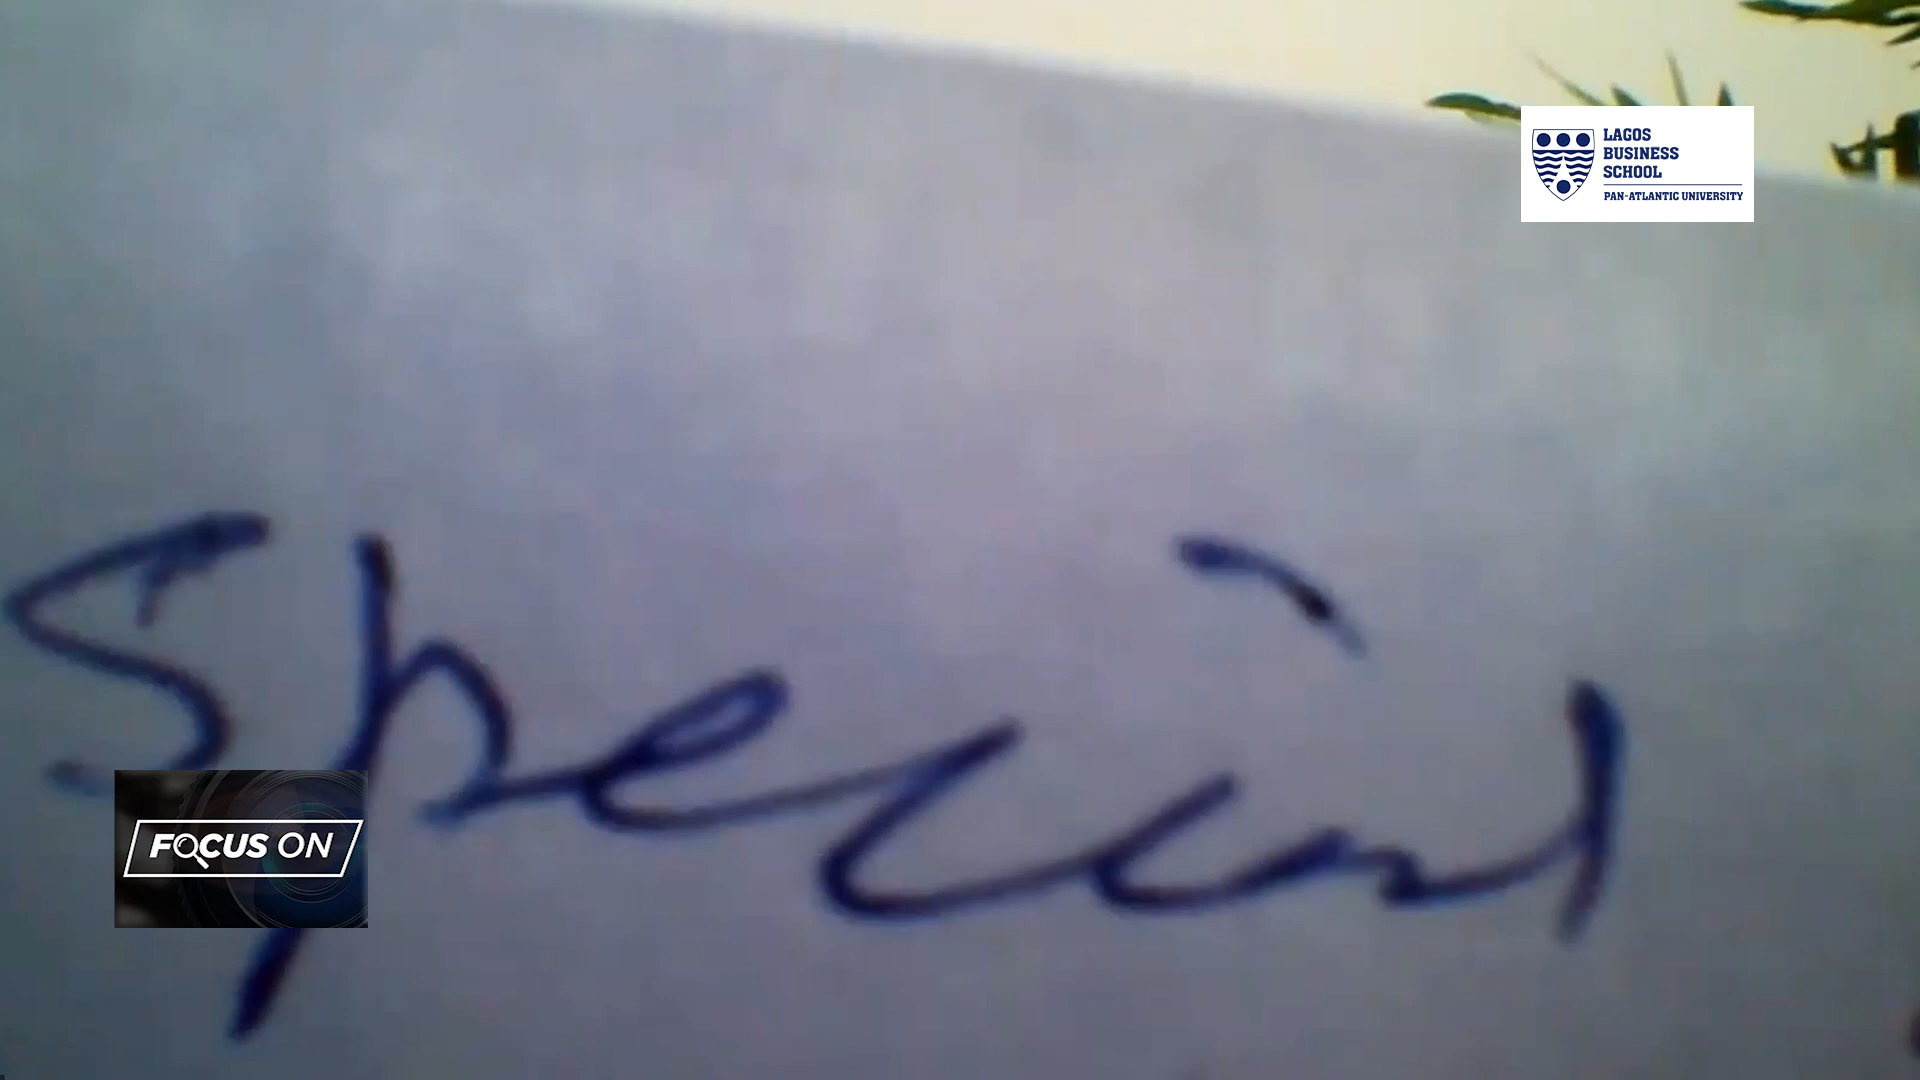 LAGOS
BUSINESS
SCHOOL
PAN-ATLANTIC UNIVERSITY
Special
FOCUS ON